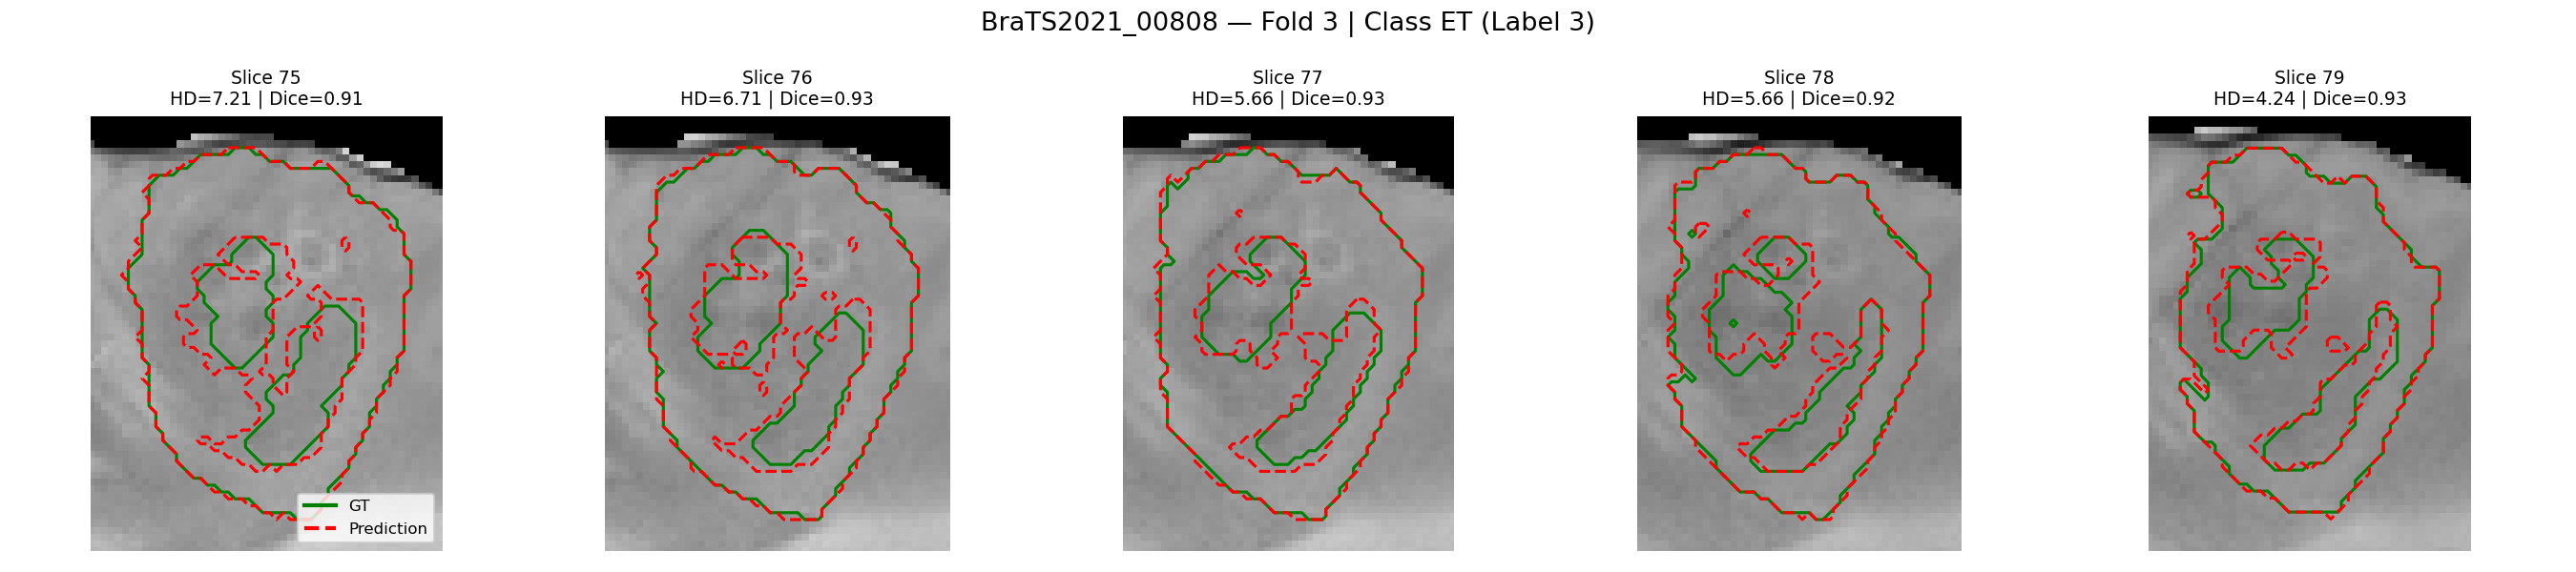 BraTS2021_00808 — Fold 3 | Class ET (Label 3)
Slice 75
HD=7.21 | Dice=0.91
Slice 76
HD=6.71 | Dice=0.93
Slice 77
HD=5.66 | Dice=0.93
Slice 78
HD=5.66 | Dice=0.92
Slice 79
HD=4.24 | Dice=0.93
GT
Prediction